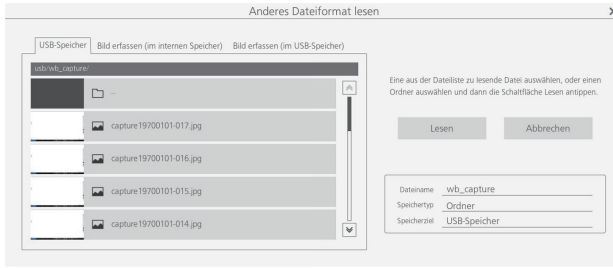 Anderes Dateiformat lesen
USB-Speicher Bild erfassen (im internen Speicher) Bild erfassen (im USB-Speicher)
usb/wb_capture/
..
capture19700101-017.jpg
capture19700101-016.jpg
capture19700101-015.jpg
capture19700101-014.jpg
Eine aus der Dateiliste zu lesende Datei auswählen, oder einen
Ordner auswählen und dann die Schaltfläche Lesen antippen.
Lesen Abbrechen
Dateiname wb_capture
Speichertyp Ordner
Speicherziel USB-Speicher